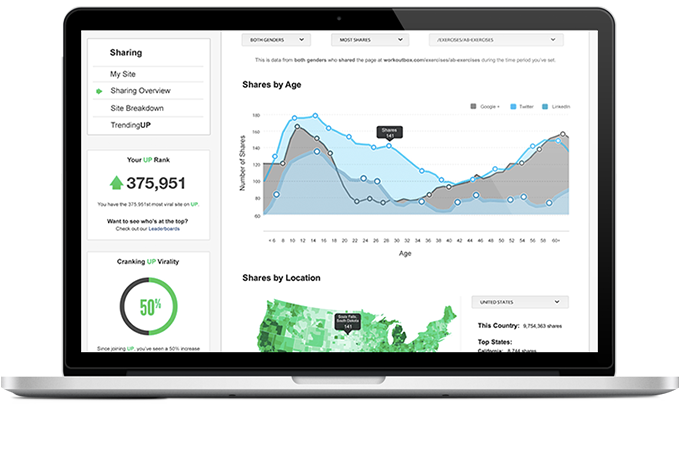 Sharing
My Site
Sharing Overview
Site Breakdown
TrendingUP
Your UP Rank
375,951
You have the 375,951st most viral site on UP.
Want to see who's at the top?
Check out our Leaderboards
Cranking UP Virality
50%
Since joining UP, you've seen a 50% increase
BOTH GENDERS
MOST SHARES
/EXERCISES/AB-EXERCISES
This is data from both genders who shared the page at workoutbox.com/exercises/ab-exercises during the time period you've set.
Shares by Age
Google +
Twitter
LinkedIn
Number of Shares
180
160
140
120
100
80
60
Shares
141
< 6 8 10 12 14 16 18 20 22 24 26 28 30 32 34 36 38 40 42 44 46 48 50 52 54 56 58 60+
Age
Shares by Location
Sioux Falls,
South Dakota
141
UNITED STATES
This Country: 9,754,363 shares
Top States:
California: 8,744 shares